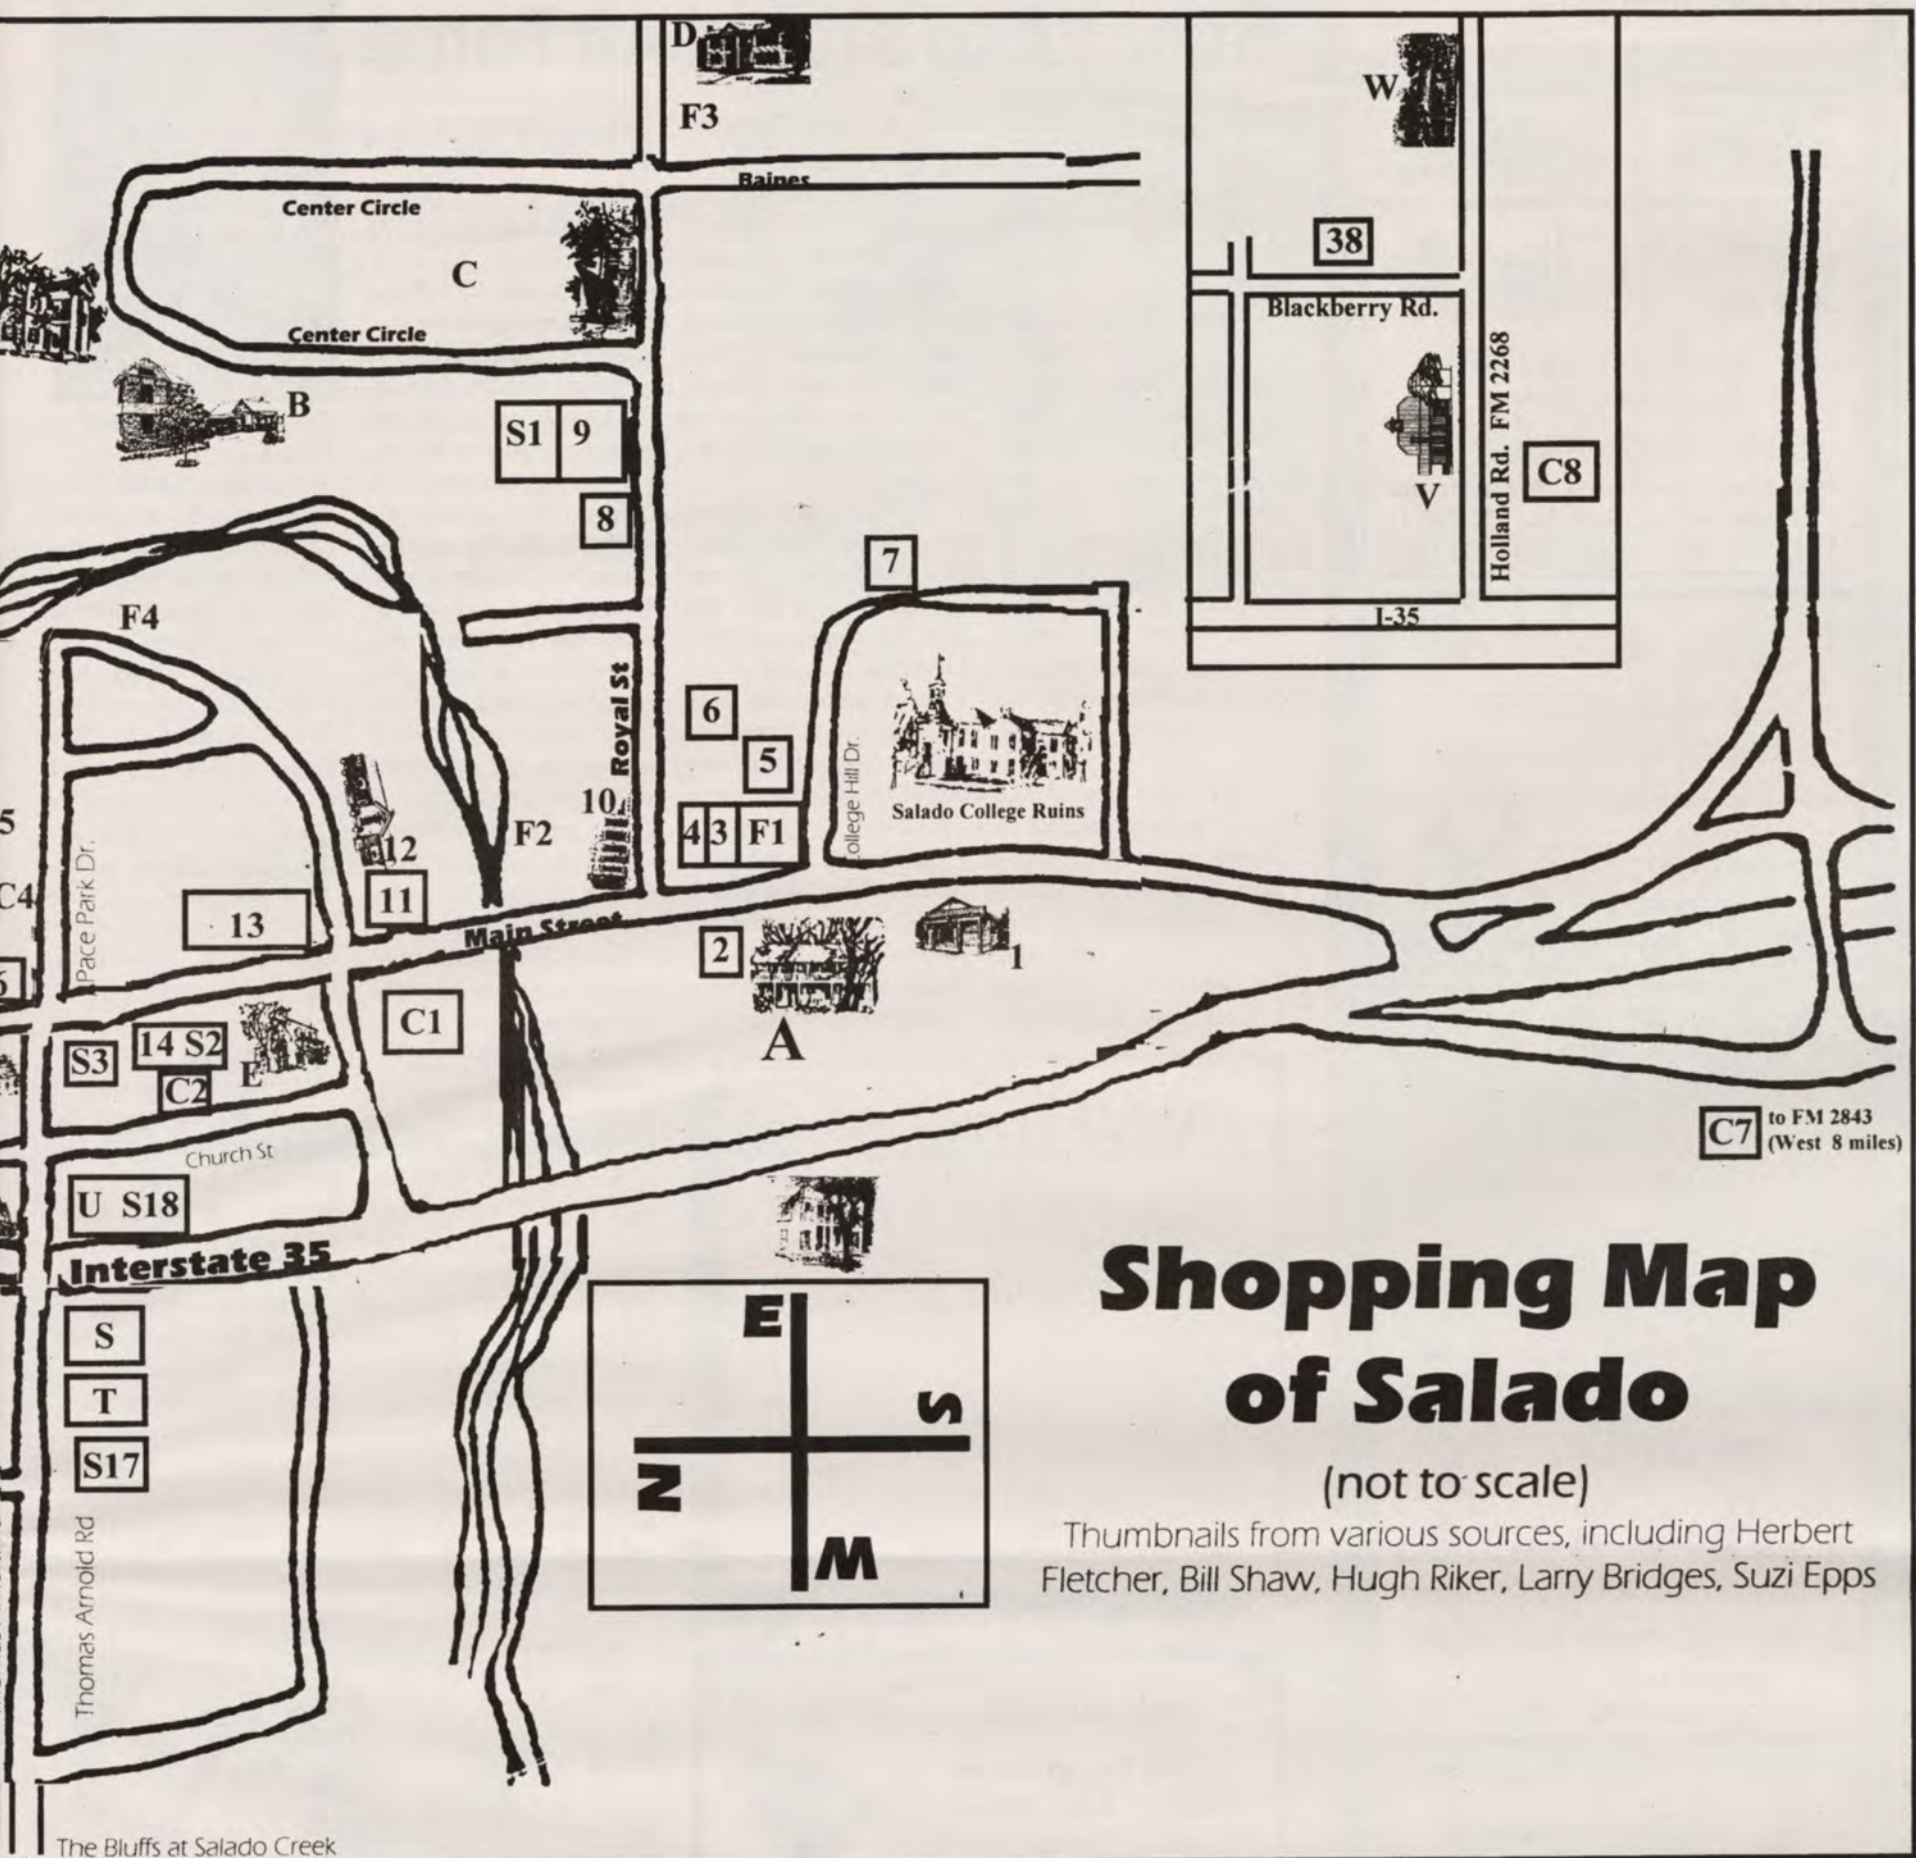 D
F3
W
Baines
Center Circle
C
Center Circle
38
Blackberry Rd.
Holland Rd. FM 2268
B
S1 9
8
C8
V
7
F4
I-35
Royal St
6
5
College Hill Dr.
Salado College Ruins
10
4 3 F1
F2
12
11
5
C4
Pace Park Dr.
13
Main Street
2
1
A
C1
14 S2
S3
E
C2
Church St
U S18
C7
to FM 2843
(West 8 miles)
Interstate 35
S
T
S17
Thomas Arnold Rd
E
S
N
W
Shopping Map
of Salado
(not to scale)
Thumbnails from various sources, including Herbert
Fletcher, Bill Shaw, Hugh Riker, Larry Bridges, Suzi Epps
The Bluffs at Salado Creek